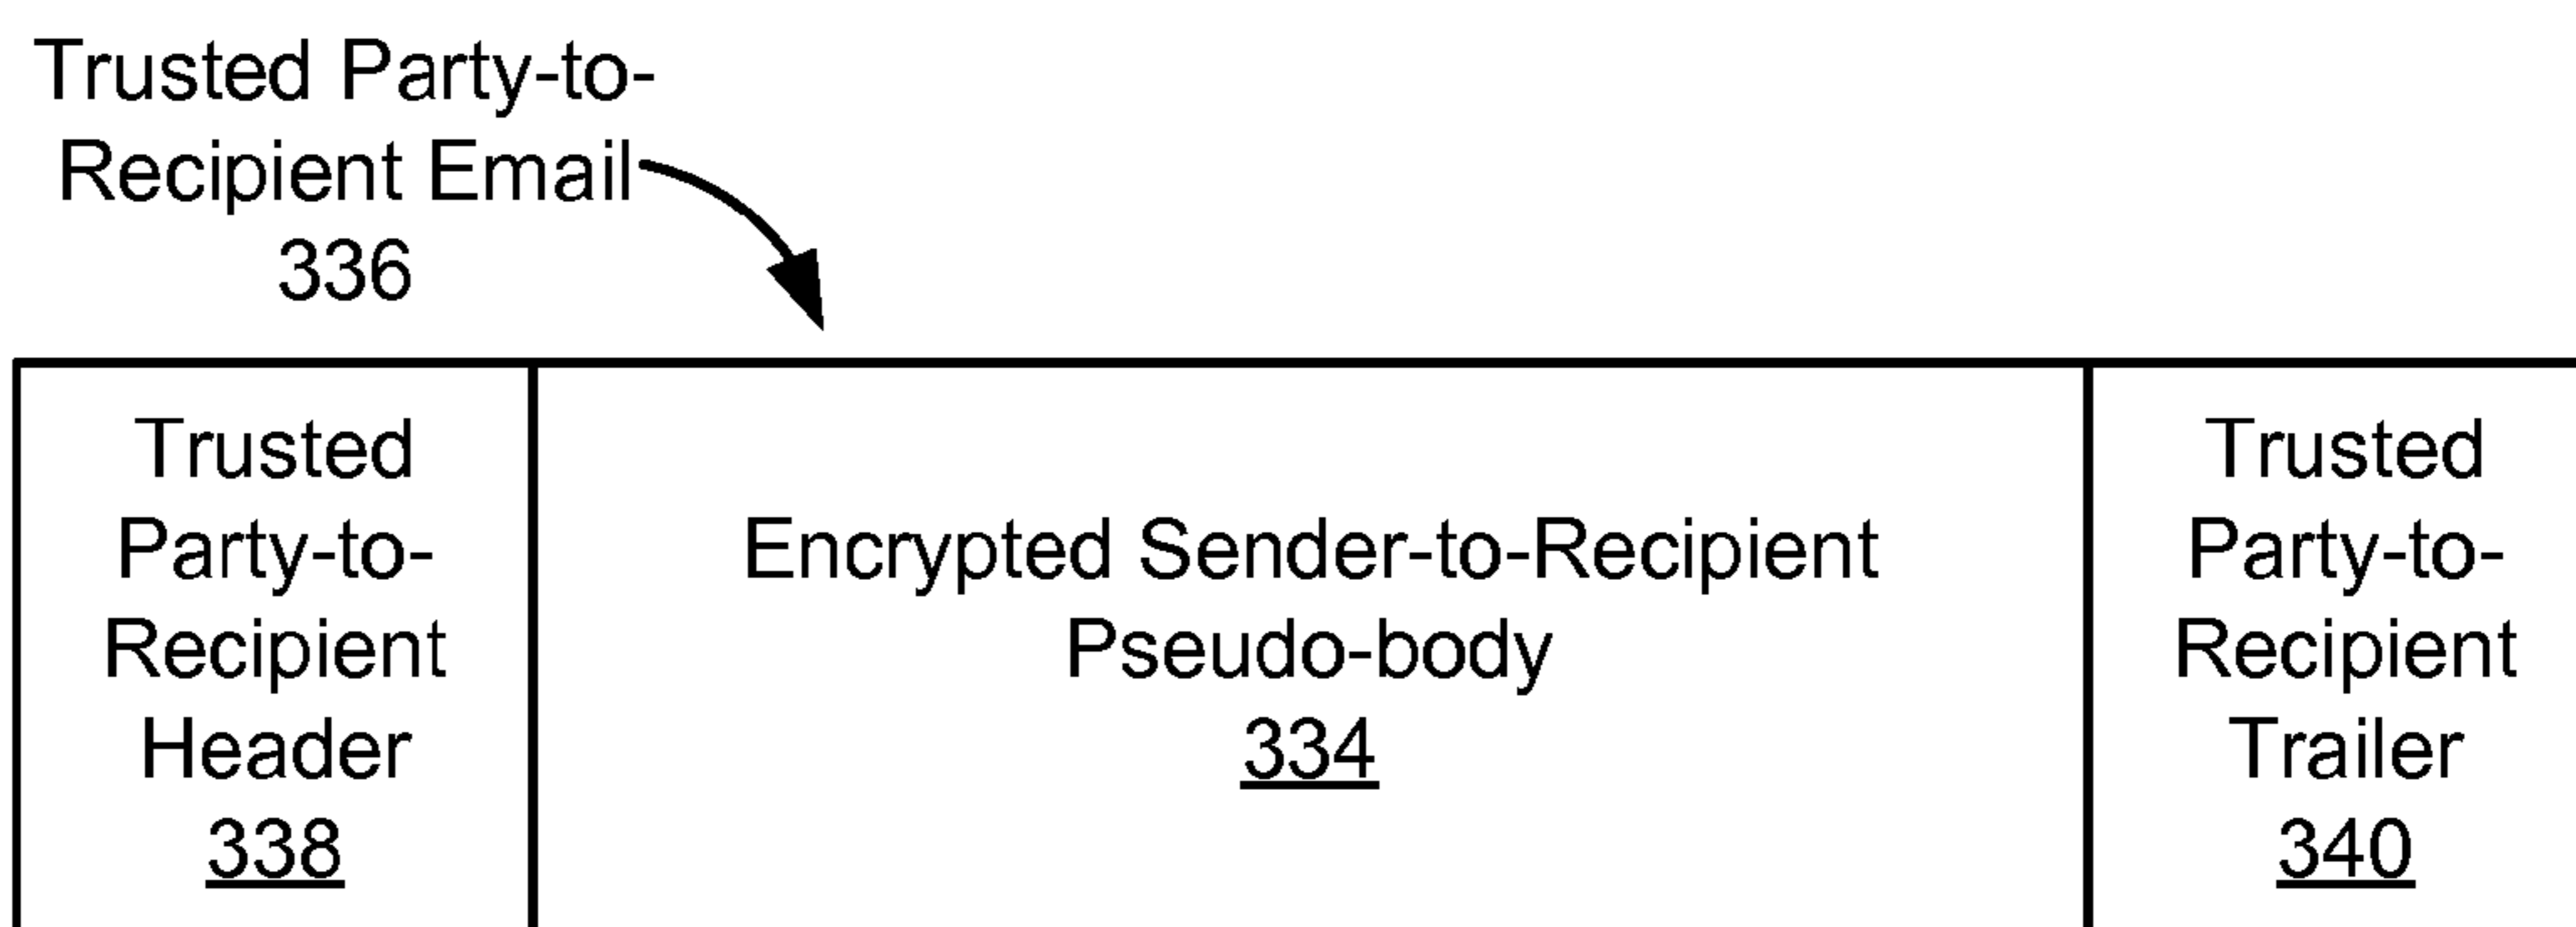 Trusted Party-to-
Recipient Email
336
Trusted
Party-to-
Recipient
Header
338
Encrypted Sender-to-Recipient
Pseudo-body
334
Trusted
Party-to-
Recipient
Trailer
340